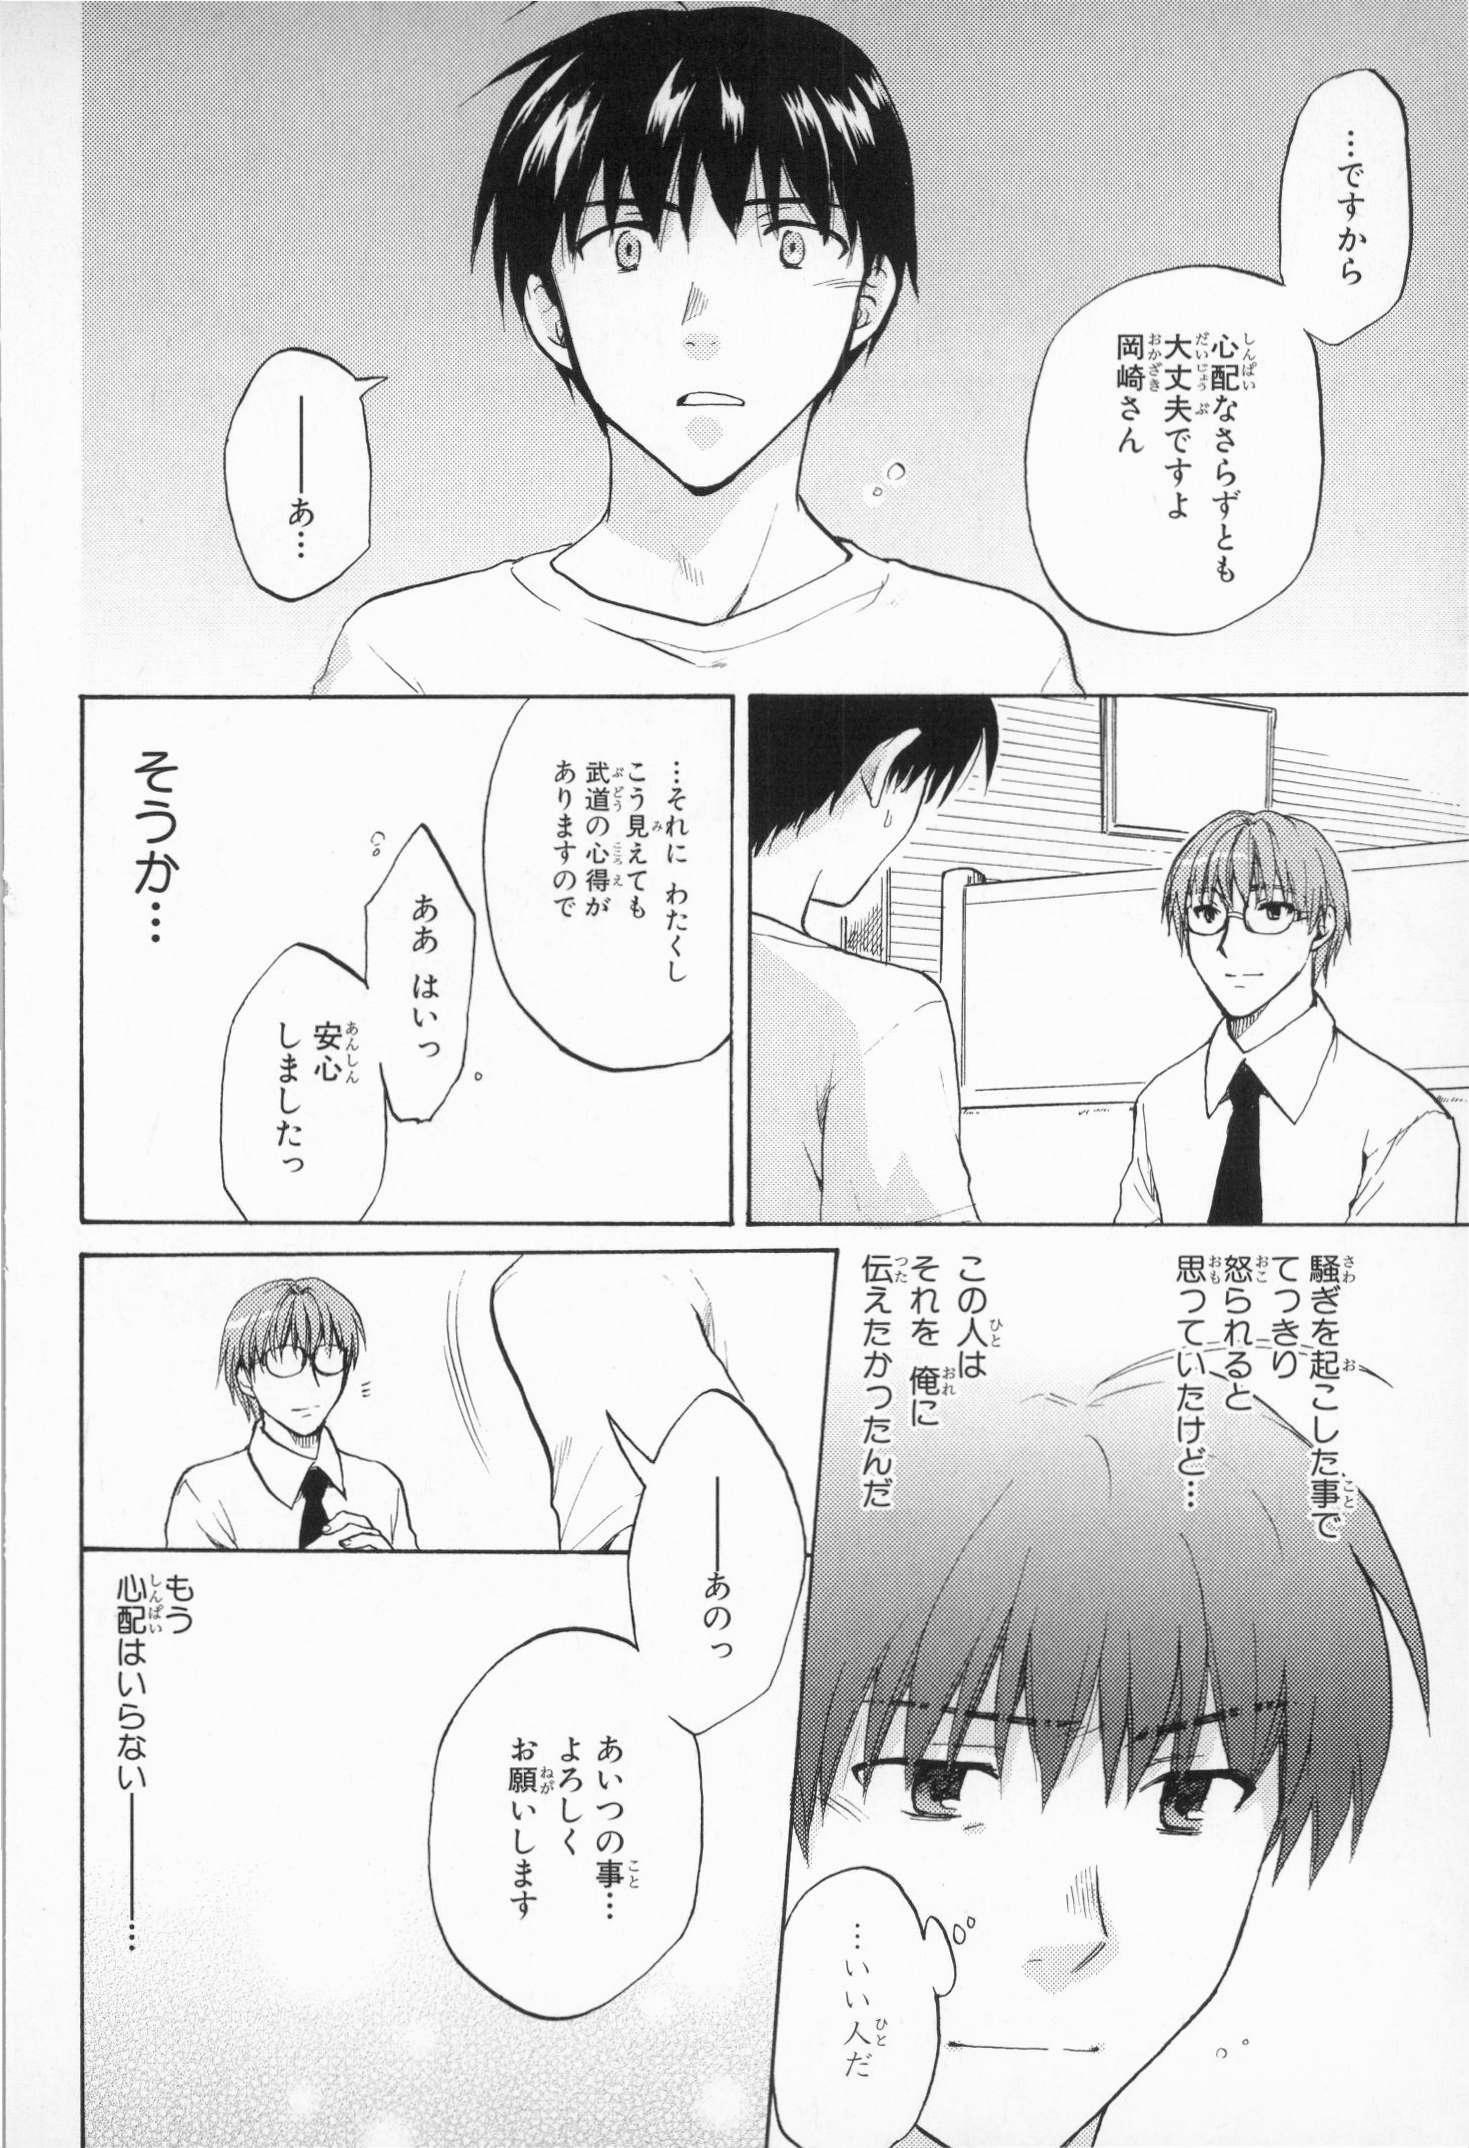 …ですから
心配なさらずとも
大丈夫ですよ
岡崎さん
――あ…
…それに わたくし
こう見えても
武道の心得が
ありますので
ああ はいっ
安心
しましたっ
そうか…
騒ぎを起こした事で
てっきり
怒られると
思っていたけど…
この人は
それを 俺に
伝えたかったんだ
…いい人だ
――あのっ
あいつの事…
よろしく
お願いします
もう
心配はいらない――…